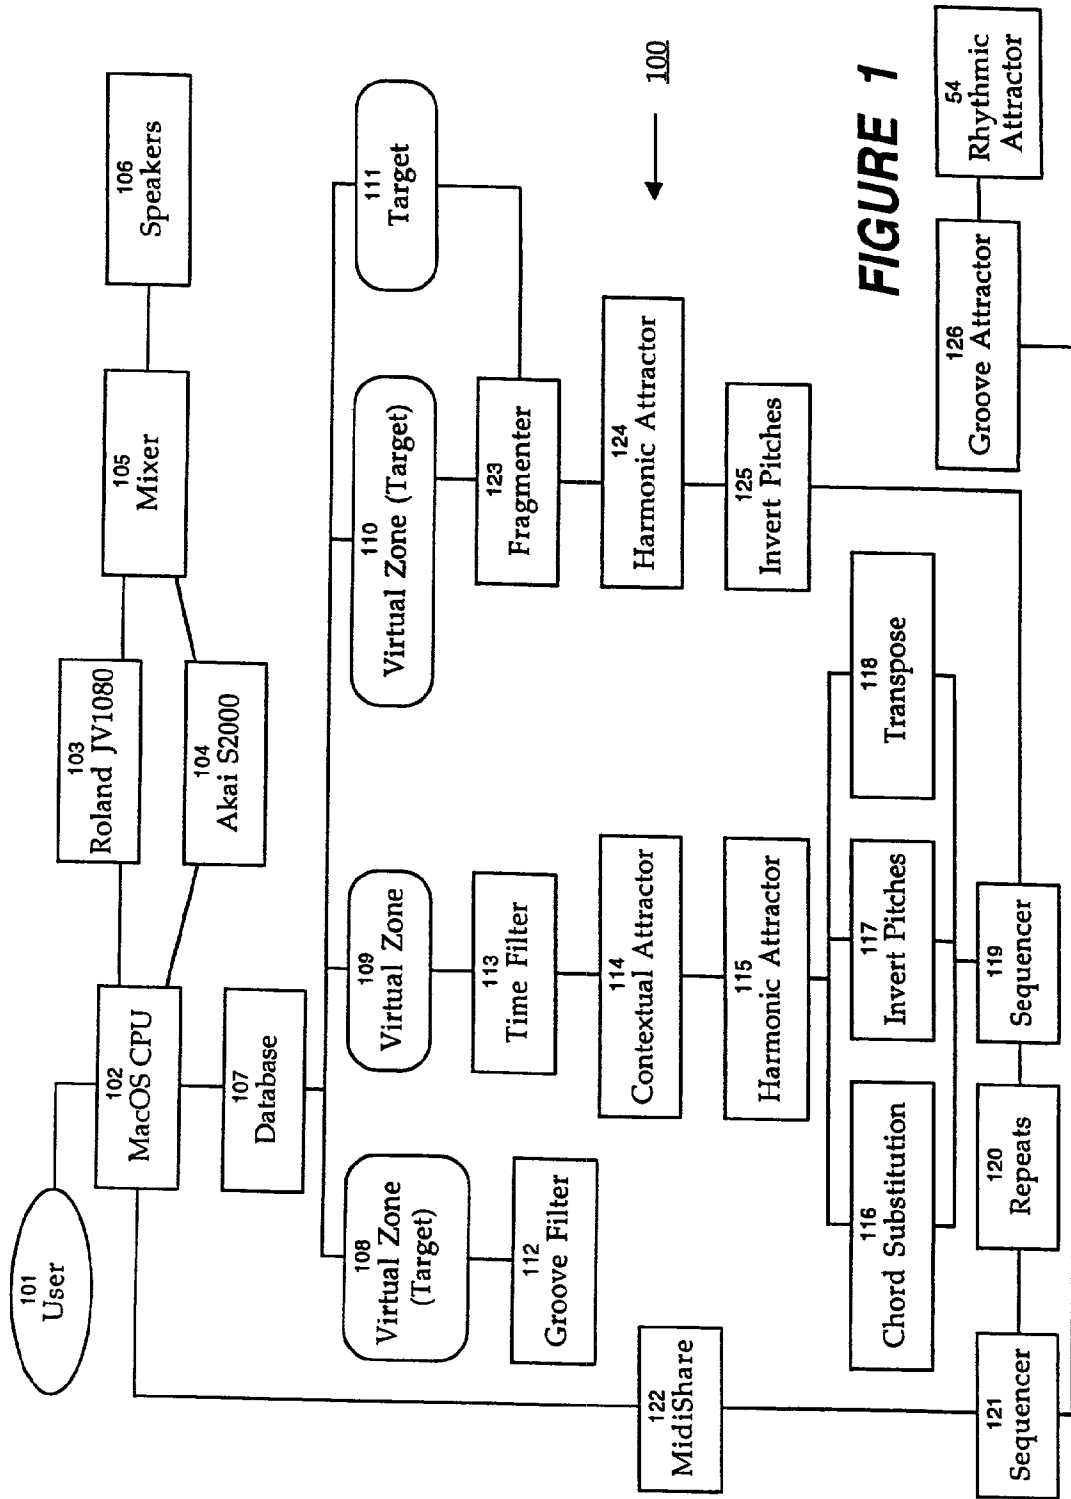 101
User
102
MacOS CPU
103
Roland JV1080
104
Akai S2000
105
Mixer
106
Speakers
107
Database
108
Virtual Zone
(Target)
109
Virtual Zone
110
Virtual Zone (Target)
111
Target
112
Groove Filter
113
Time Filter
123
Fragmenter
100
122
MidiShare
114
Contextual Attractor
124
Harmonic Attractor
115
Harmonic Attractor
125
Invert Pitches
116
Chord Substitution
117
Invert Pitches
118
Transpose
FIGURE 1
121
Sequencer
120
Repeats
119
Sequencer
126
Groove Attractor
54
Rhythmic
Attractor